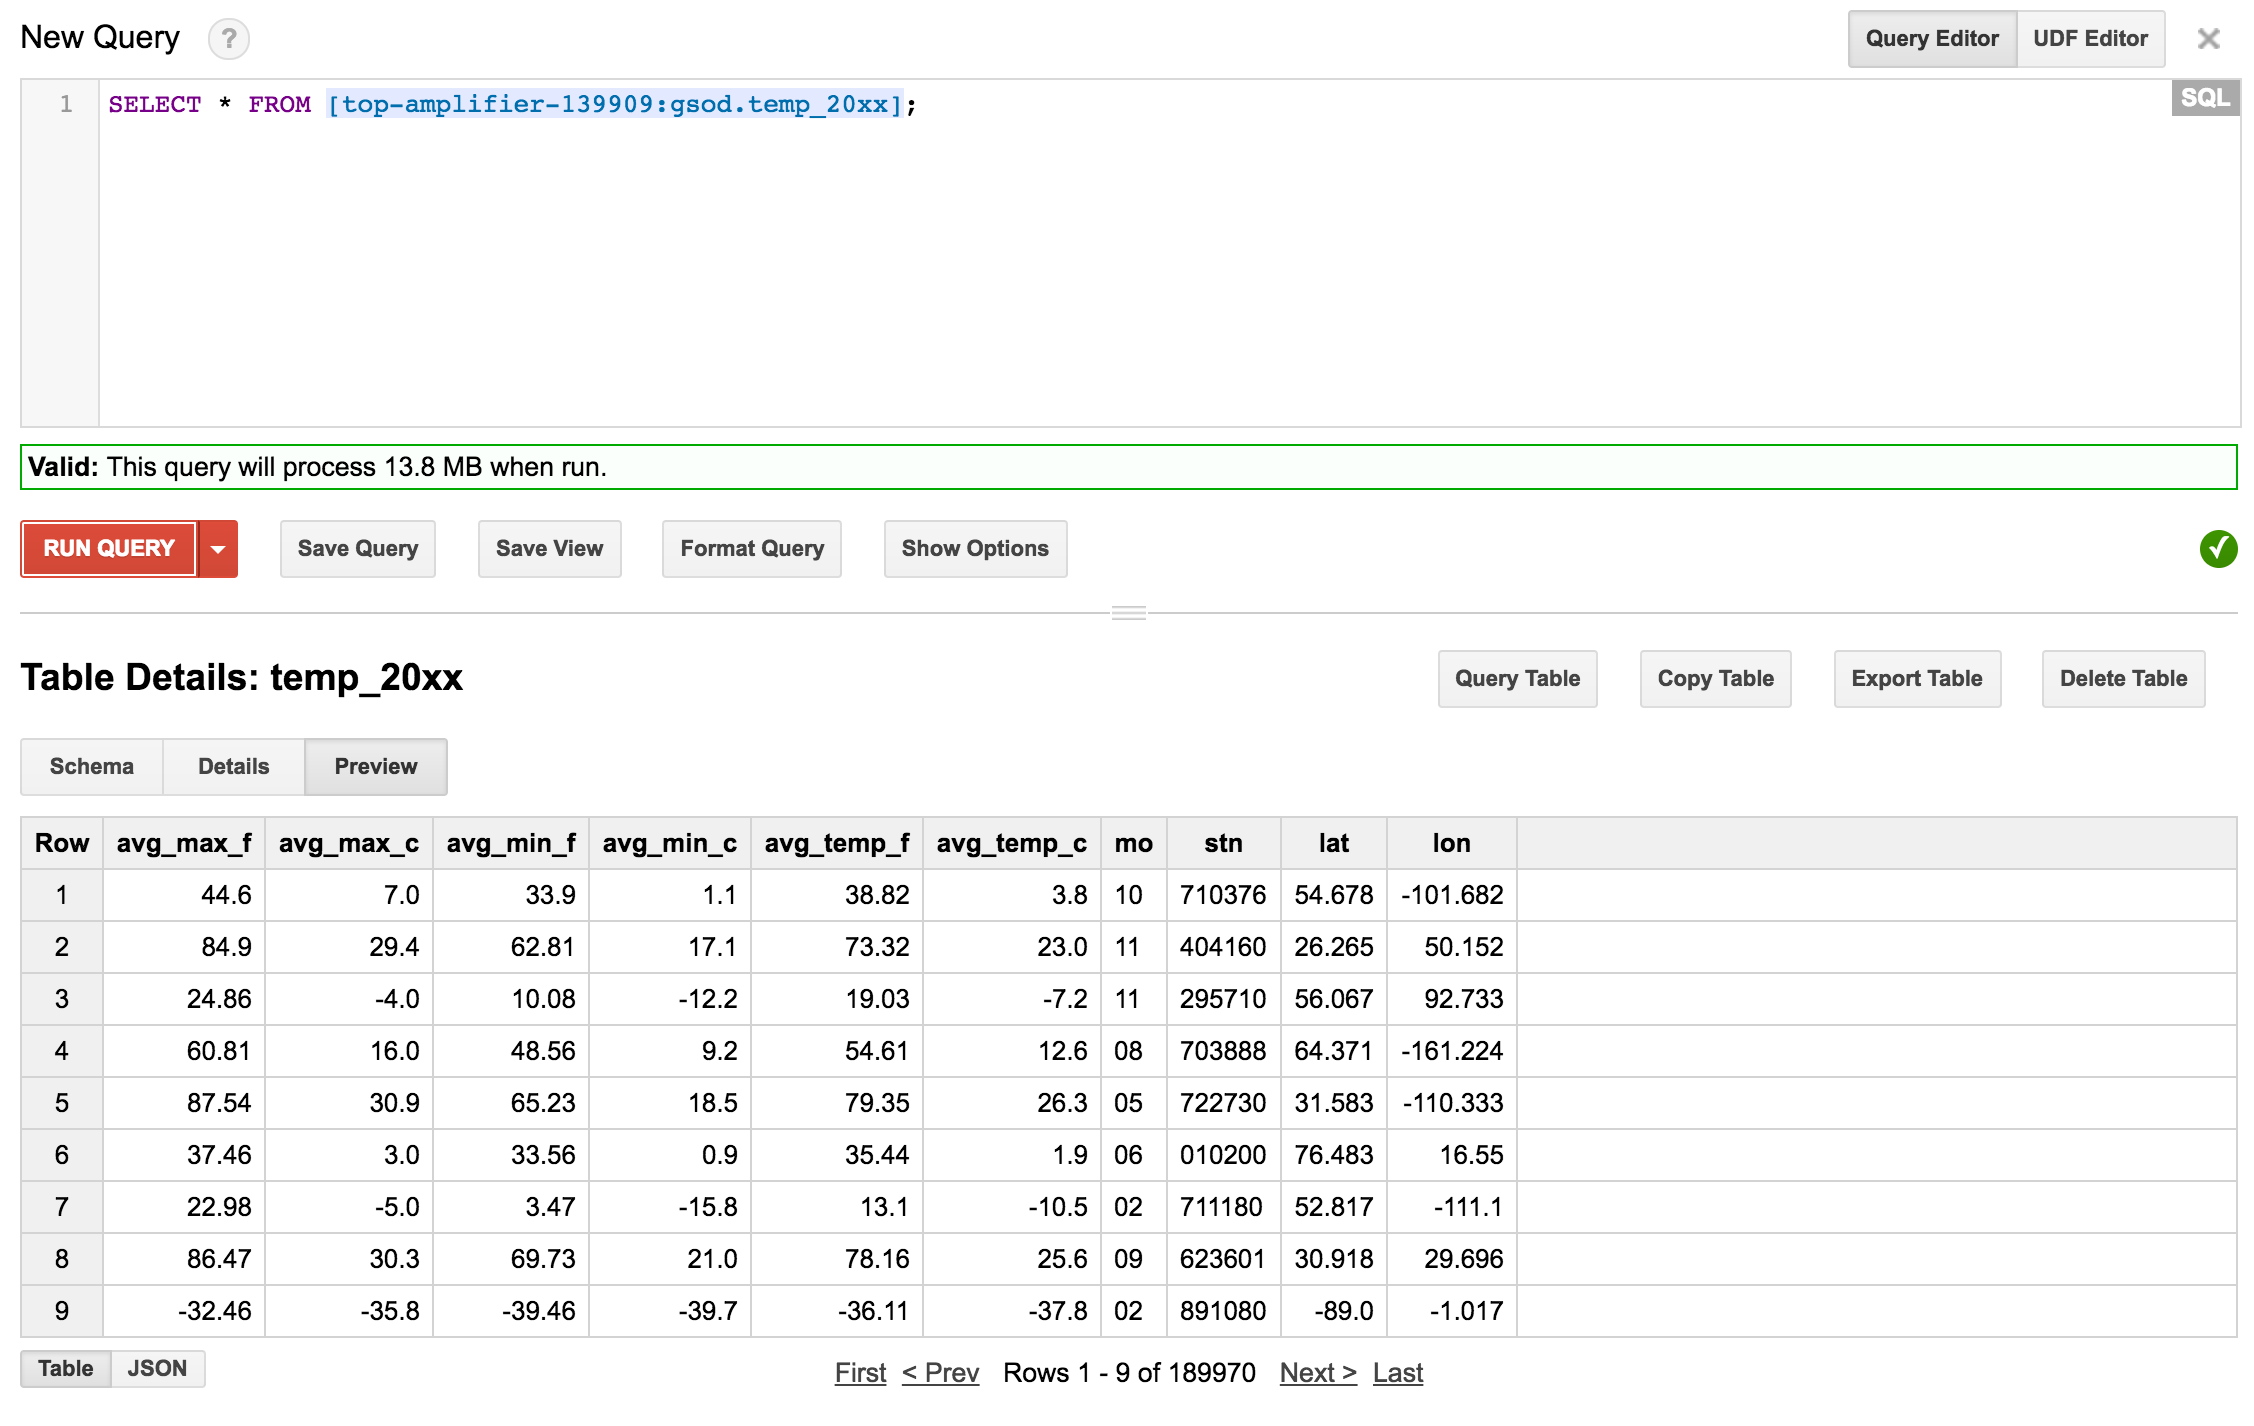 New Query ? Query Editor UDF Editor ×
1 SELECT * FROM [top-amplifier-139909:gsod.temp_20xx]; SQL
Valid: This query will process 13.8 MB when run.
RUN QUERY Save Query Save View Format Query Show Options
Table Details: temp_20xx Query Table Copy Table Export Table Delete Table
Schema Details Preview
Row avg_max_f avg_max_c avg_min_f avg_min_c avg_temp_f avg_temp_c mo stn lat lon
1 44.6 7.0 33.9 1.1 38.82 3.8 10 710376 54.678 -101.682
2 84.9 29.4 62.81 17.1 73.32 23.0 11 404160 26.265 50.152
3 24.86 -4.0 10.08 -12.2 19.03 -7.2 11 295710 56.067 92.733
4 60.81 16.0 48.56 9.2 54.61 12.6 08 703888 64.371 -161.224
5 87.54 30.9 65.23 18.5 79.35 26.3 05 722730 31.583 -110.333
6 37.46 3.0 33.56 0.9 35.44 1.9 06 010200 76.483 16.55
7 22.98 -5.0 3.47 -15.8 13.1 -10.5 02 711180 52.817 -111.1
8 86.47 30.3 69.73 21.0 78.16 25.6 09 623601 30.918 29.696
9 -32.46 -35.8 -39.46 -39.7 -36.11 -37.8 02 891080 -89.0 -1.017
Table JSON First < Prev Rows 1 - 9 of 189970 Next > Last